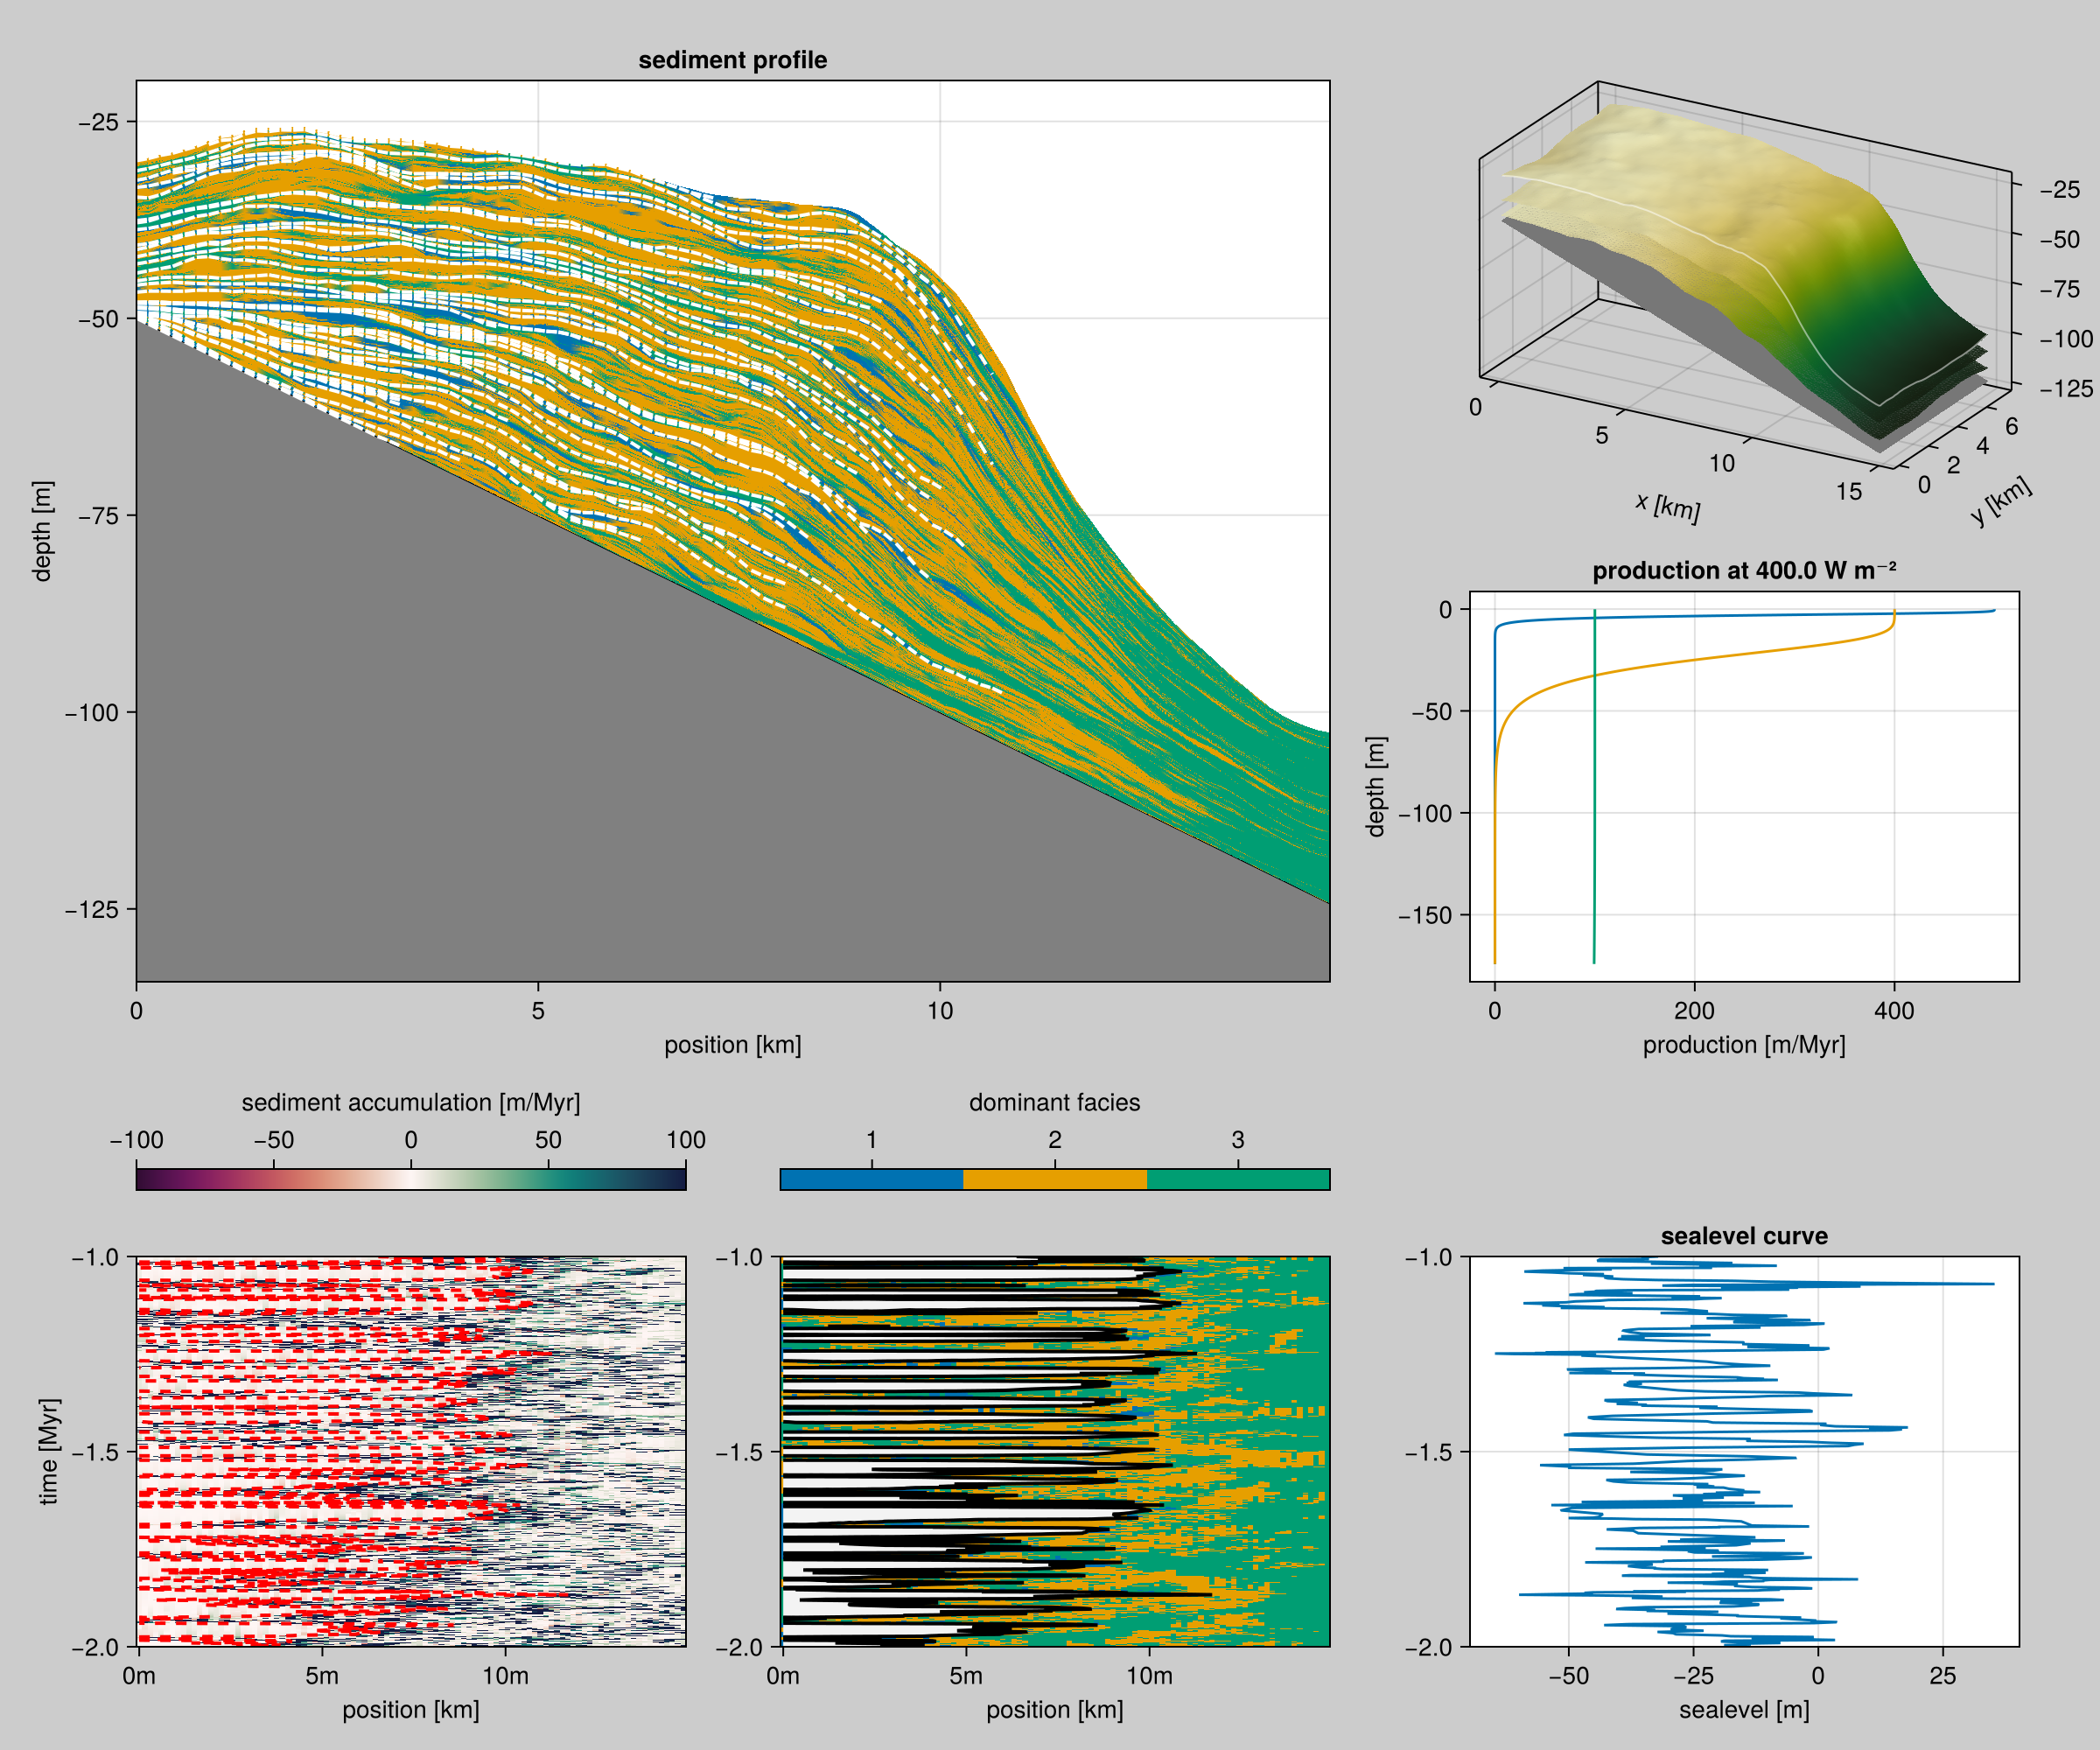 sediment profile
−25
−50
−75
−100
−125
depth [m]
0
5
10
position [km]
−25
−50
−75
−100
−125
0
5
10
15
x [km]
0
2
4
6
y [km]
production at 400.0 W m⁻²
0
−50
−100
−150
depth [m]
0
200
400
production [m/Myr]
sediment accumulation [m/Myr]
−100
−50
0
50
100
dominant facies
1
2
3
−1.0
−1.5
−2.0
time [Myr]
0m
5m
10m
position [km]
−1.0
−1.5
−2.0
0m
5m
10m
position [km]
sealevel curve
−1.0
−1.5
−2.0
−50
−25
0
25
sealevel [m]